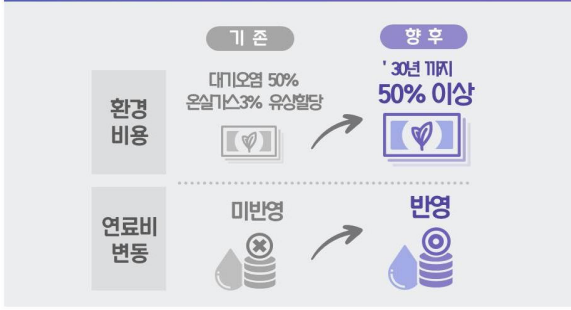 기 존
향 후
환경
비용
대기오염 50%
온실가스3% 유상할당
' 30년 까지
50% 이상
연료비
변동
미반영
반영